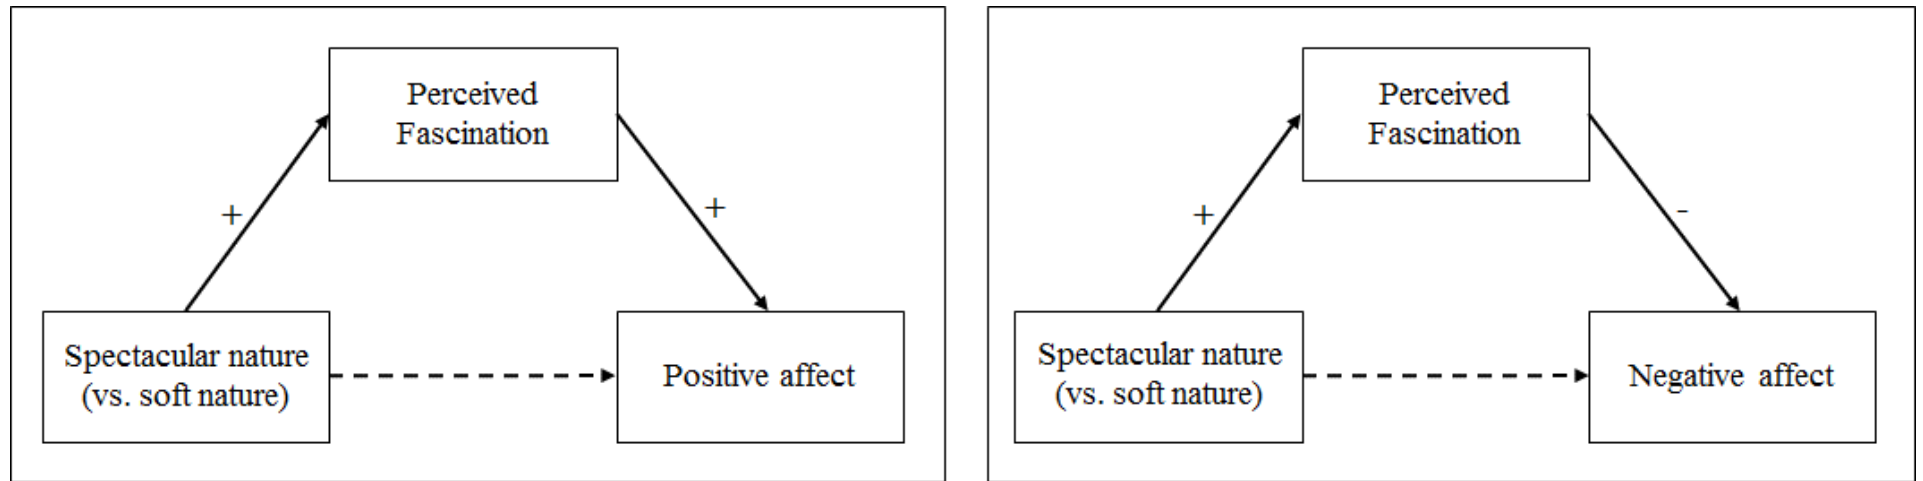 Perceived
Fascination
+
+
Spectacular nature
(vs. soft nature)
Positive affect
Perceived
Fascination
+
-
Spectacular nature
(vs. soft nature)
Negative affect